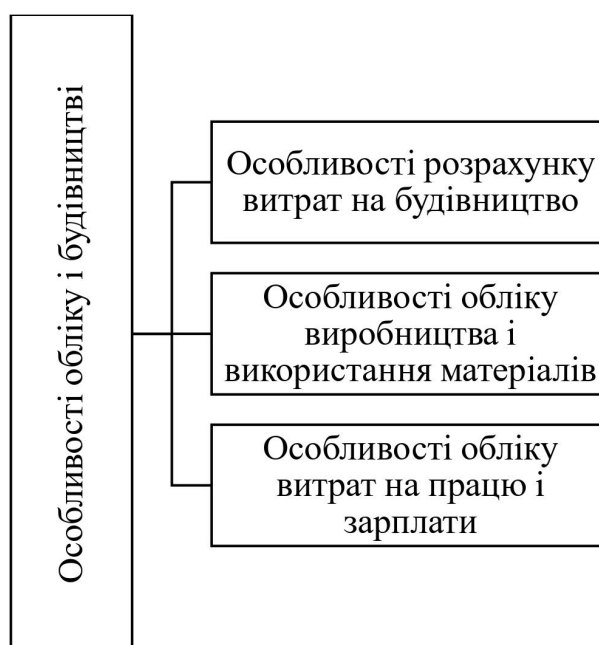 Особливості обліку і будівництві
Особливості розрахунку
витрат на будівництво
Особливості обліку
виробництва і
використання матеріалів
Особливості обліку
витрат на працю і
зарплати